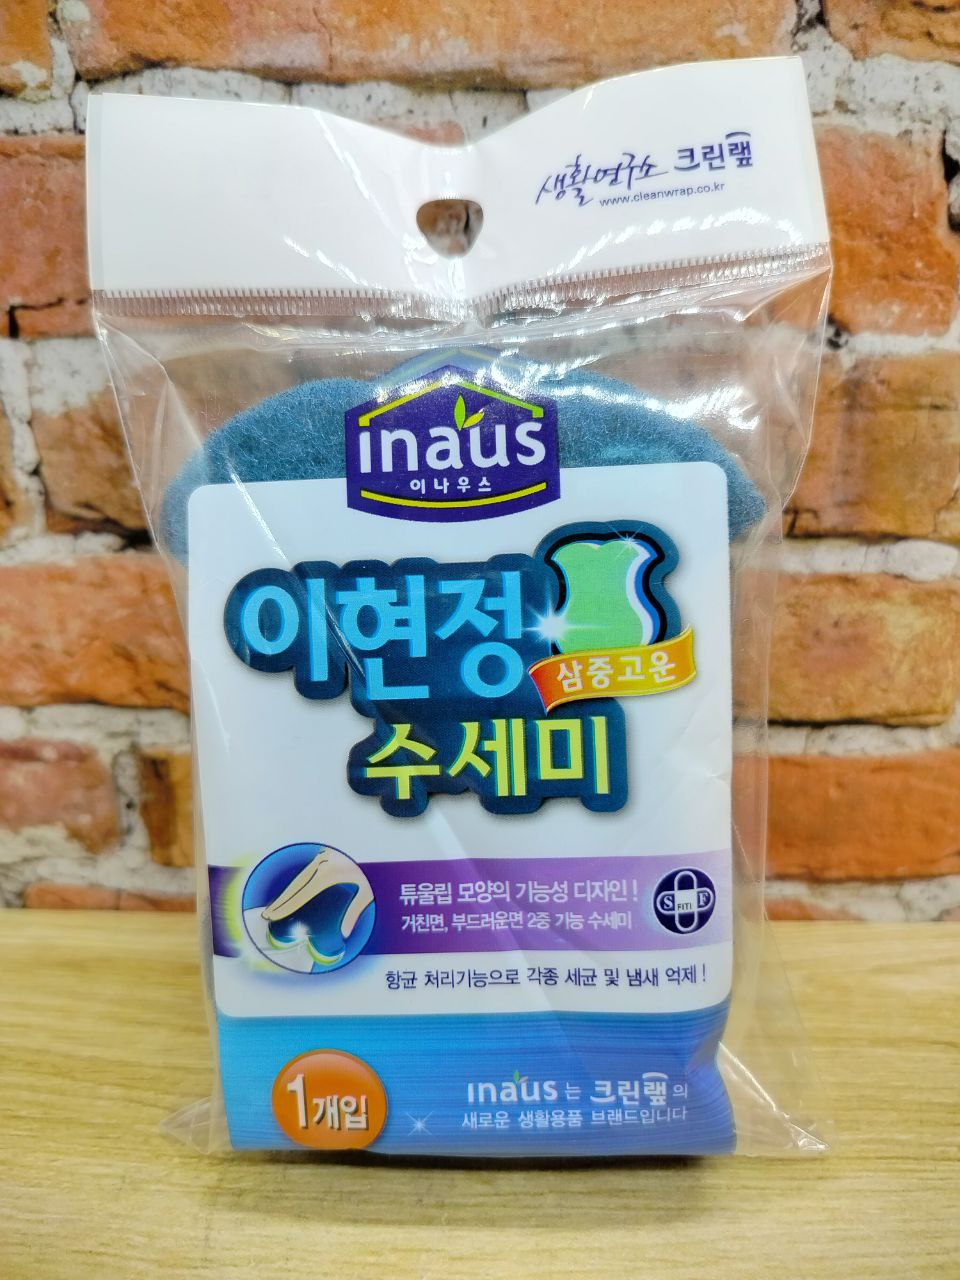 생활연구소 크린랲
www.cleanwrap.co.kr
inaus
이나우스
이현정
삼중고운
수세미
튜울립 모양의 기능성 디자인!
거친면, 부드러운면 2중 기능 수세미
S FITI F
항균 처리기능으로 각종 세균 및 냄새 억제!
1개입
inaus는 크린랲의
새로운 생활용품 브랜드입니다